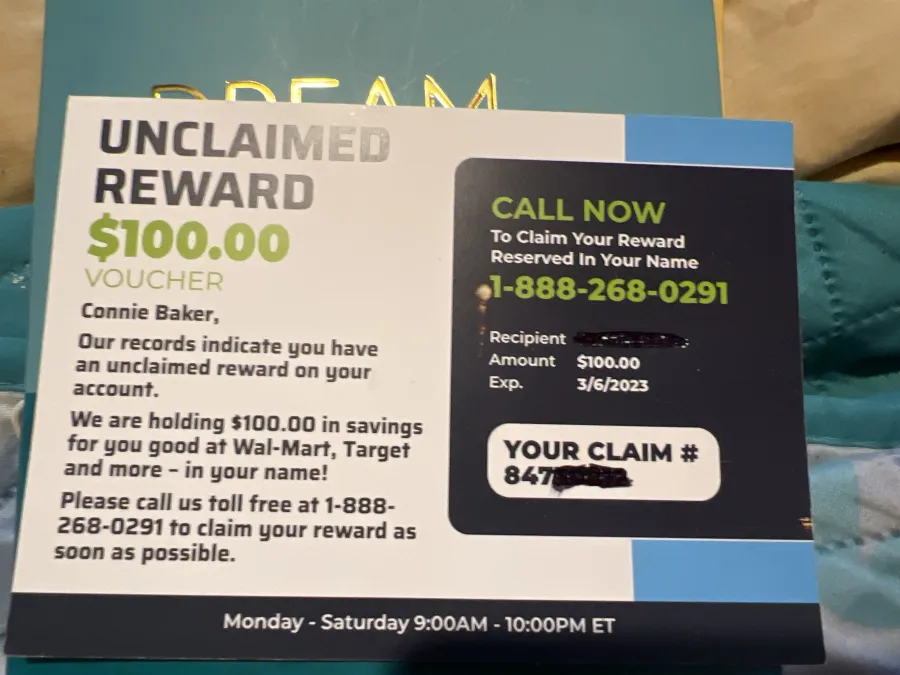 DREAM
UNCLAIMED
REWARD
$100.00
VOUCHER
Connie Baker,
Our records indicate you have
an unclaimed reward on your
account.
We are holding $100.00 in savings
for you good at Wal-Mart, Target
and more – in your name!
Please call us toll free at 1-888-
268-0291 to claim your reward as
soon as possible.
CALL NOW
To Claim Your Reward
Reserved In Your Name
1-888-268-0291
Recipient
Amount $100.00
Exp. 3/6/2023
YOUR CLAIM #
847
Monday - Saturday 9:00AM - 10:00PM ET